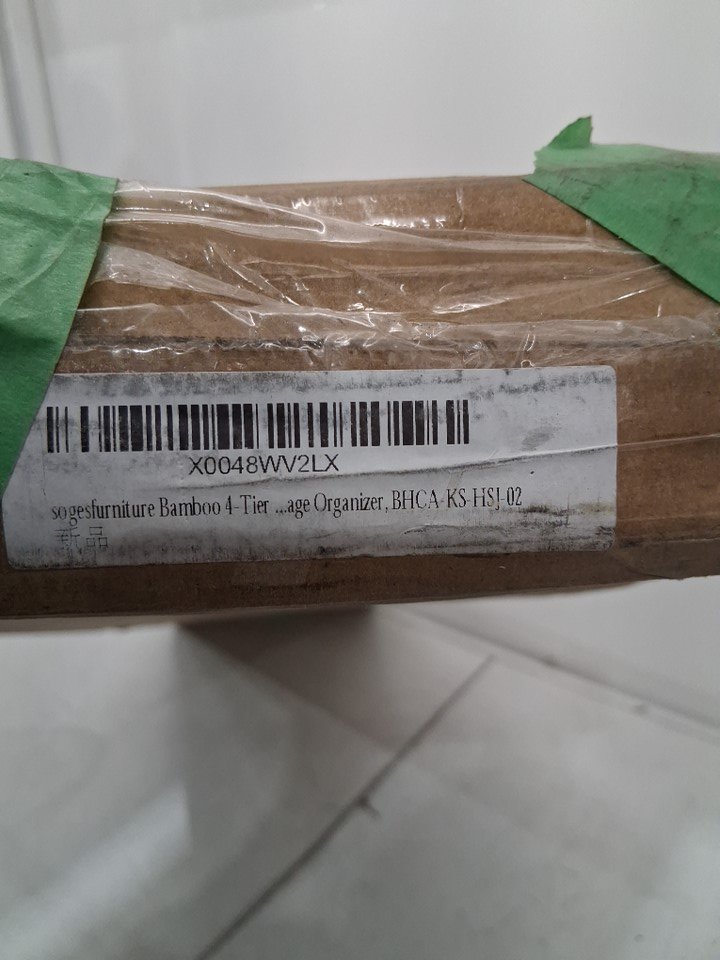 X0048WV2LX
sogesfurniture Bamboo 4-Tier ...age Organizer, BHCA-KS-HSJ-02
新品